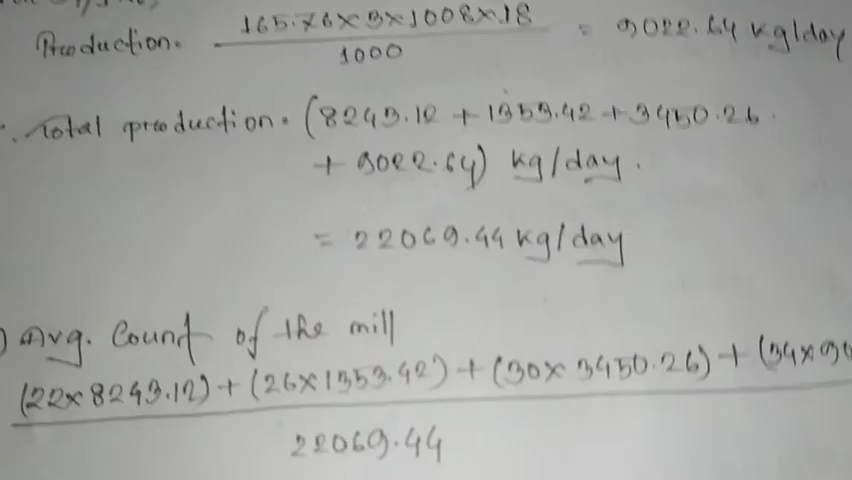 Production = 165.76×3×1008×18 / 1000 = 9022.64 kg/day
∴ Total production = (8243.12 + 1353.42 + 3450.26
+ 9022.64) kg/day.
= 22069.44 kg/day
) Avg. Count of the mill
(22×8243.12) + (26×1353.42) + (30×3450.26) + (34×90
22069.44